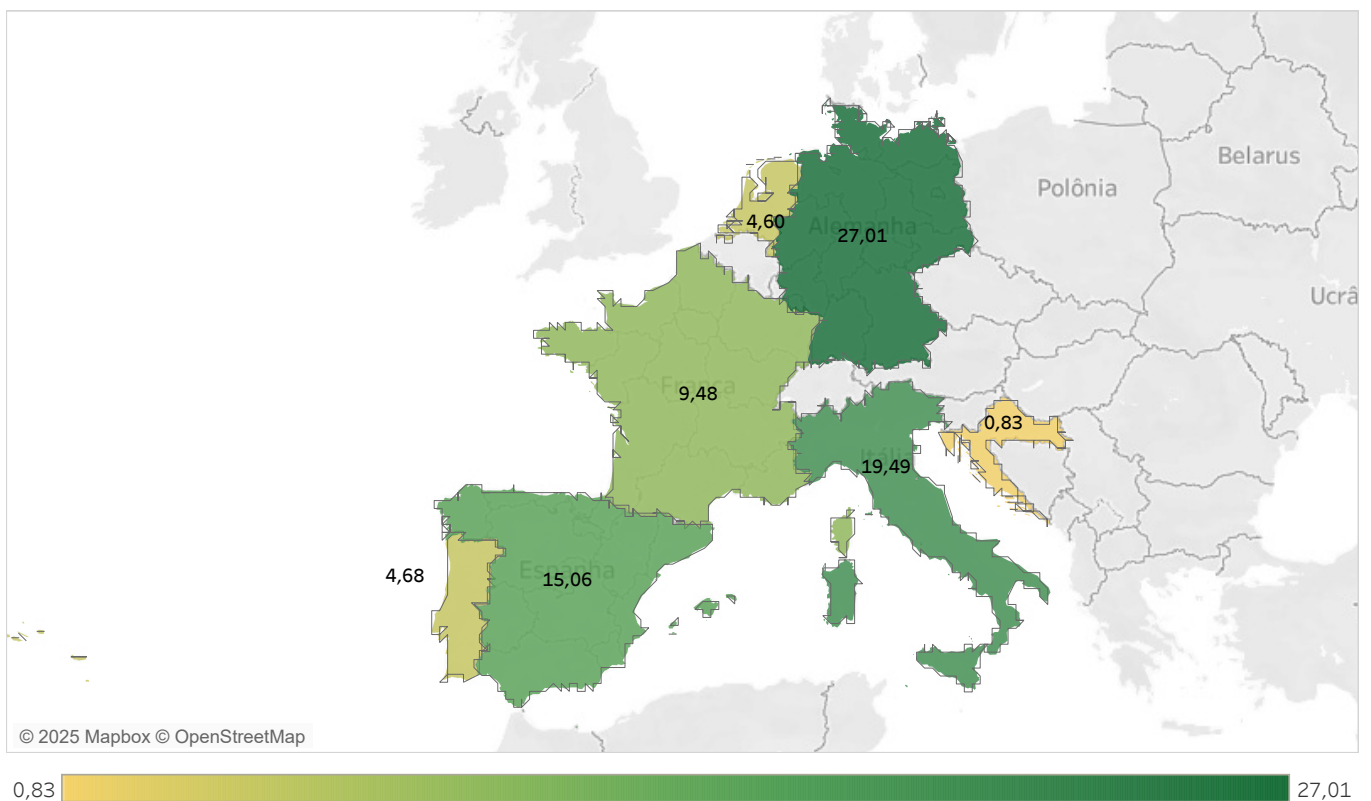 Belarus
Polônia
4,60
Alemanha
27,01
Ucrâ
França
9,48
0,83
Itália
19,49
Espanha
4,68
15,06
© 2025 Mapbox © OpenStreetMap
0,83
27,01